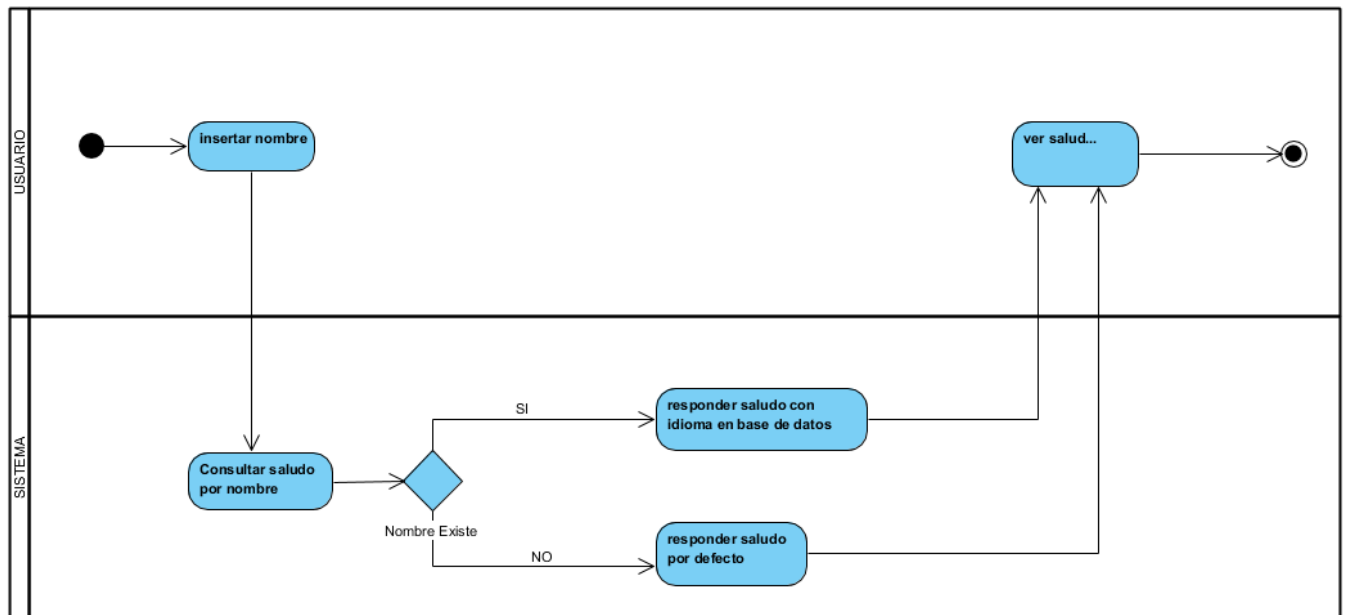 USUARIO
insertar nombre
ver salud...
SISTEMA
Consultar saludo
por nombre
Nombre Existe
SI
responder saludo con
idioma en base de datos
NO
responder saludo
por defecto